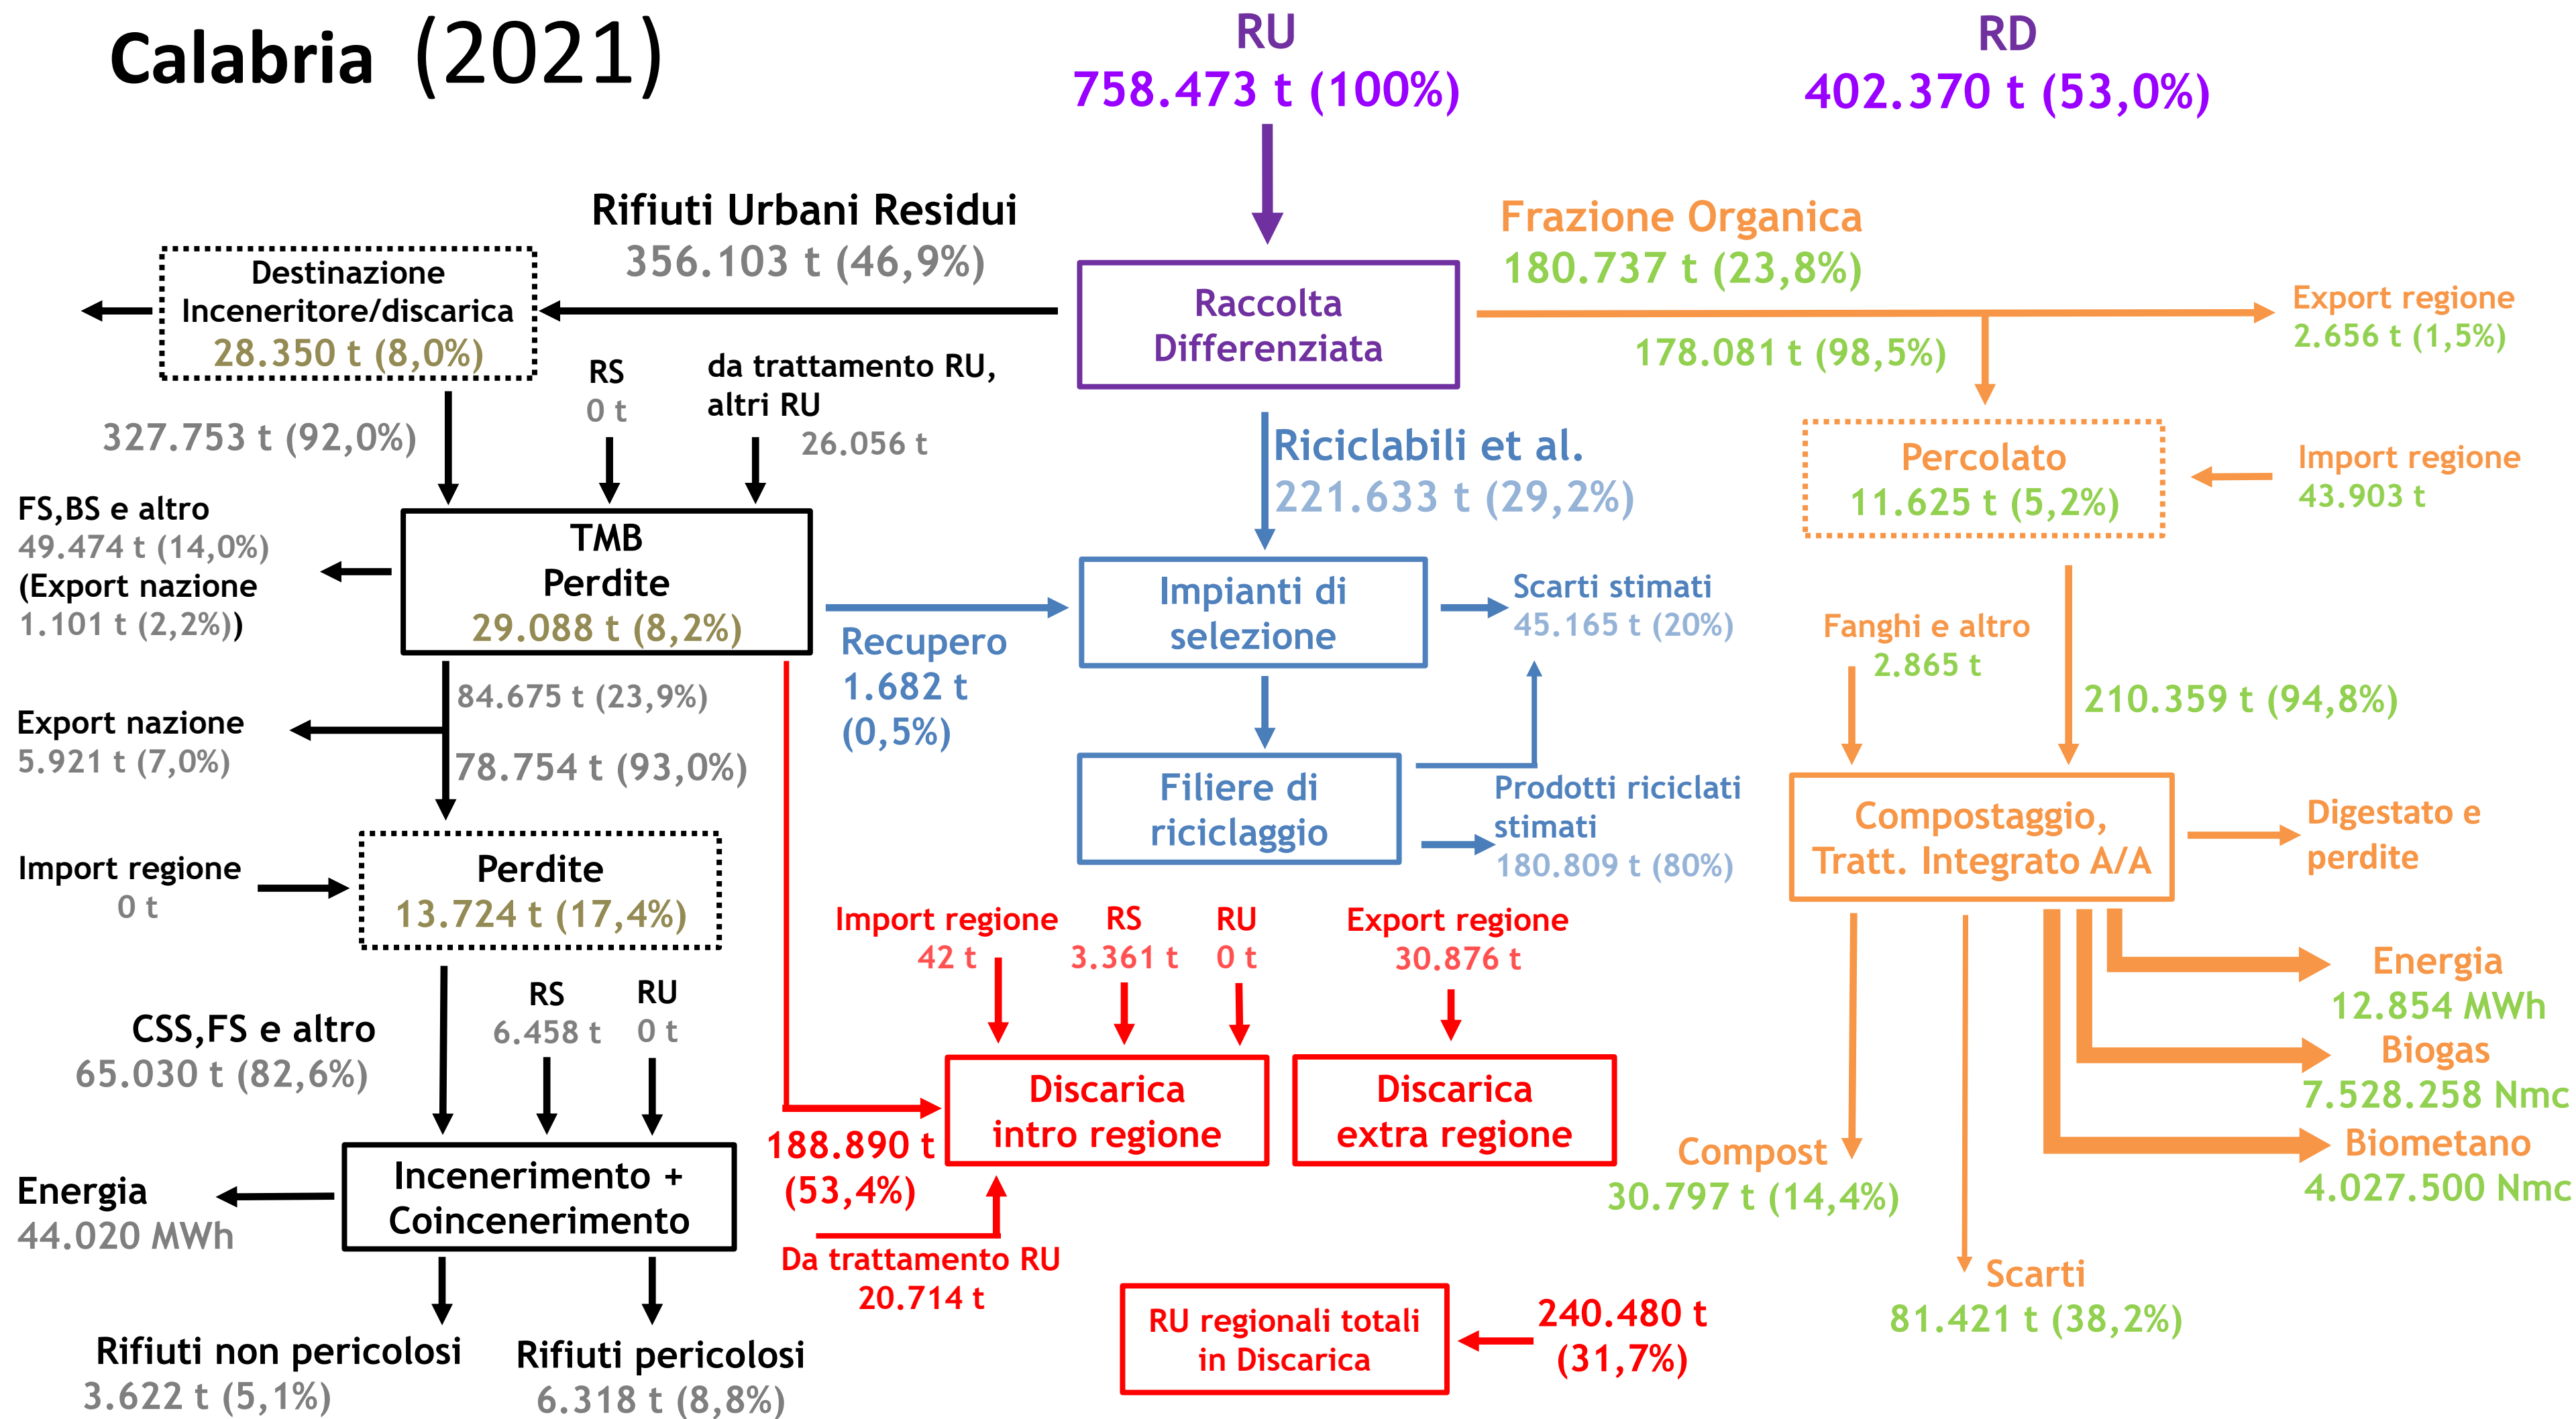 Calabria (2021)
RU
758.473 t (100%)
RD
402.370 t (53,0%)
Rifiuti Urbani Residui
356.103 t (46,9%)
Destinazione
Inceneritore/discarica
28.350 t (8,0%)
Raccolta
Differenziata
Frazione Organica
180.737 t (23,8%)
178.081 t (98,5%)
Export regione
2.656 t (1,5%)
327.753 t (92,0%)
RS
0 t
da trattamento RU,
altri RU
26.056 t
Riciclabili et al.
221.633 t (29,2%)
Percolato
11.625 t (5,2%)
Import regione
43.903 t
FS,BS e altro
49.474 t (14,0%)
(Export nazione
1.101 t (2,2%))
TMB
Perdite
29.088 t (8,2%)
Recupero
1.682 t
(0,5%)
Impianti di
selezione
Scarti stimati
45.165 t (20%)
Fanghi e altro
2.865 t
210.359 t (94,8%)
84.675 t (23,9%)
Export nazione
5.921 t (7,0%)
78.754 t (93,0%)
Filiere di
riciclaggio
Prodotti riciclati
stimati
180.809 t (80%)
Compostaggio,
Tratt. Integrato A/A
Digestato e
perdite
Import regione
0 t
Perdite
13.724 t (17,4%)
Import regione
42 t
RS
3.361 t
RU
0 t
Export regione
30.876 t
Energia
12.854 MWh
Biogas
7.528.258 Nmc
Biometano
4.027.500 Nmc
CSS,FS e altro
65.030 t (82,6%)
RS
6.458 t
RU
0 t
Discarica
intro regione
Discarica
extra regione
188.890 t
(53,4%)
Compost
30.797 t (14,4%)
Energia
44.020 MWh
Incenerimento +
Coincenerimento
Da trattamento RU
20.714 t
Scarti
81.421 t (38,2%)
RU regionali totali
in Discarica
240.480 t
(31,7%)
Rifiuti non pericolosi
3.622 t (5,1%)
Rifiuti pericolosi
6.318 t (8,8%)